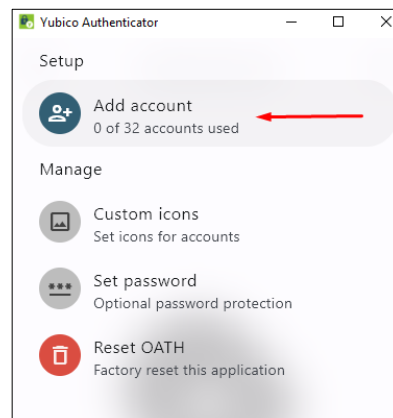 Yubico Authenticator
Setup
Add account
0 of 32 accounts used
Manage
Custom icons
Set icons for accounts
Set password
Optional password protection
Reset OATH
Factory reset this application